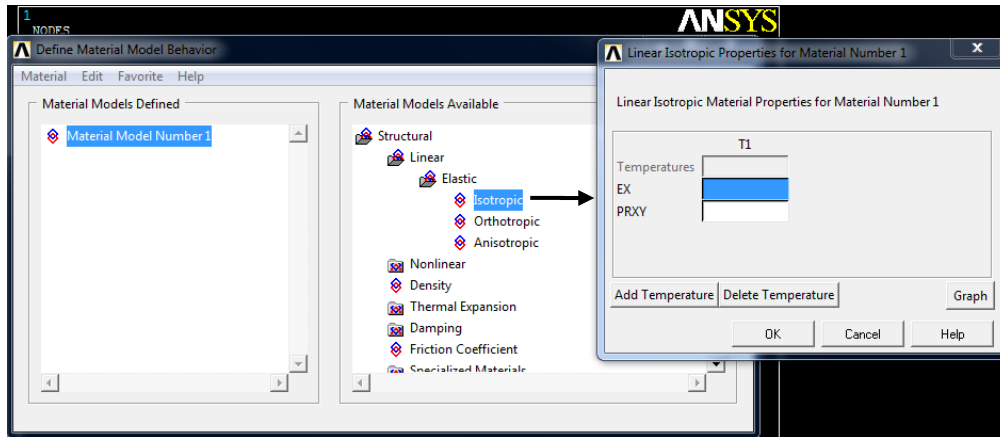 1
NODES
ANSYS
Define Material Model Behavior
Material Edit Favorite Help
Material Models Defined
Material Model Number 1
Material Models Available
Structural
Linear
Elastic
Isotropic
Orthotropic
Anisotropic
Nonlinear
Density
Thermal Expansion
Damping
Friction Coefficient
Specialized Materials
Linear Isotropic Properties for Material Number 1
X
Linear Isotropic Material Properties for Material Number 1
T1
Temperatures
EX
PRXY
Add Temperature Delete Temperature Graph
OK Cancel Help